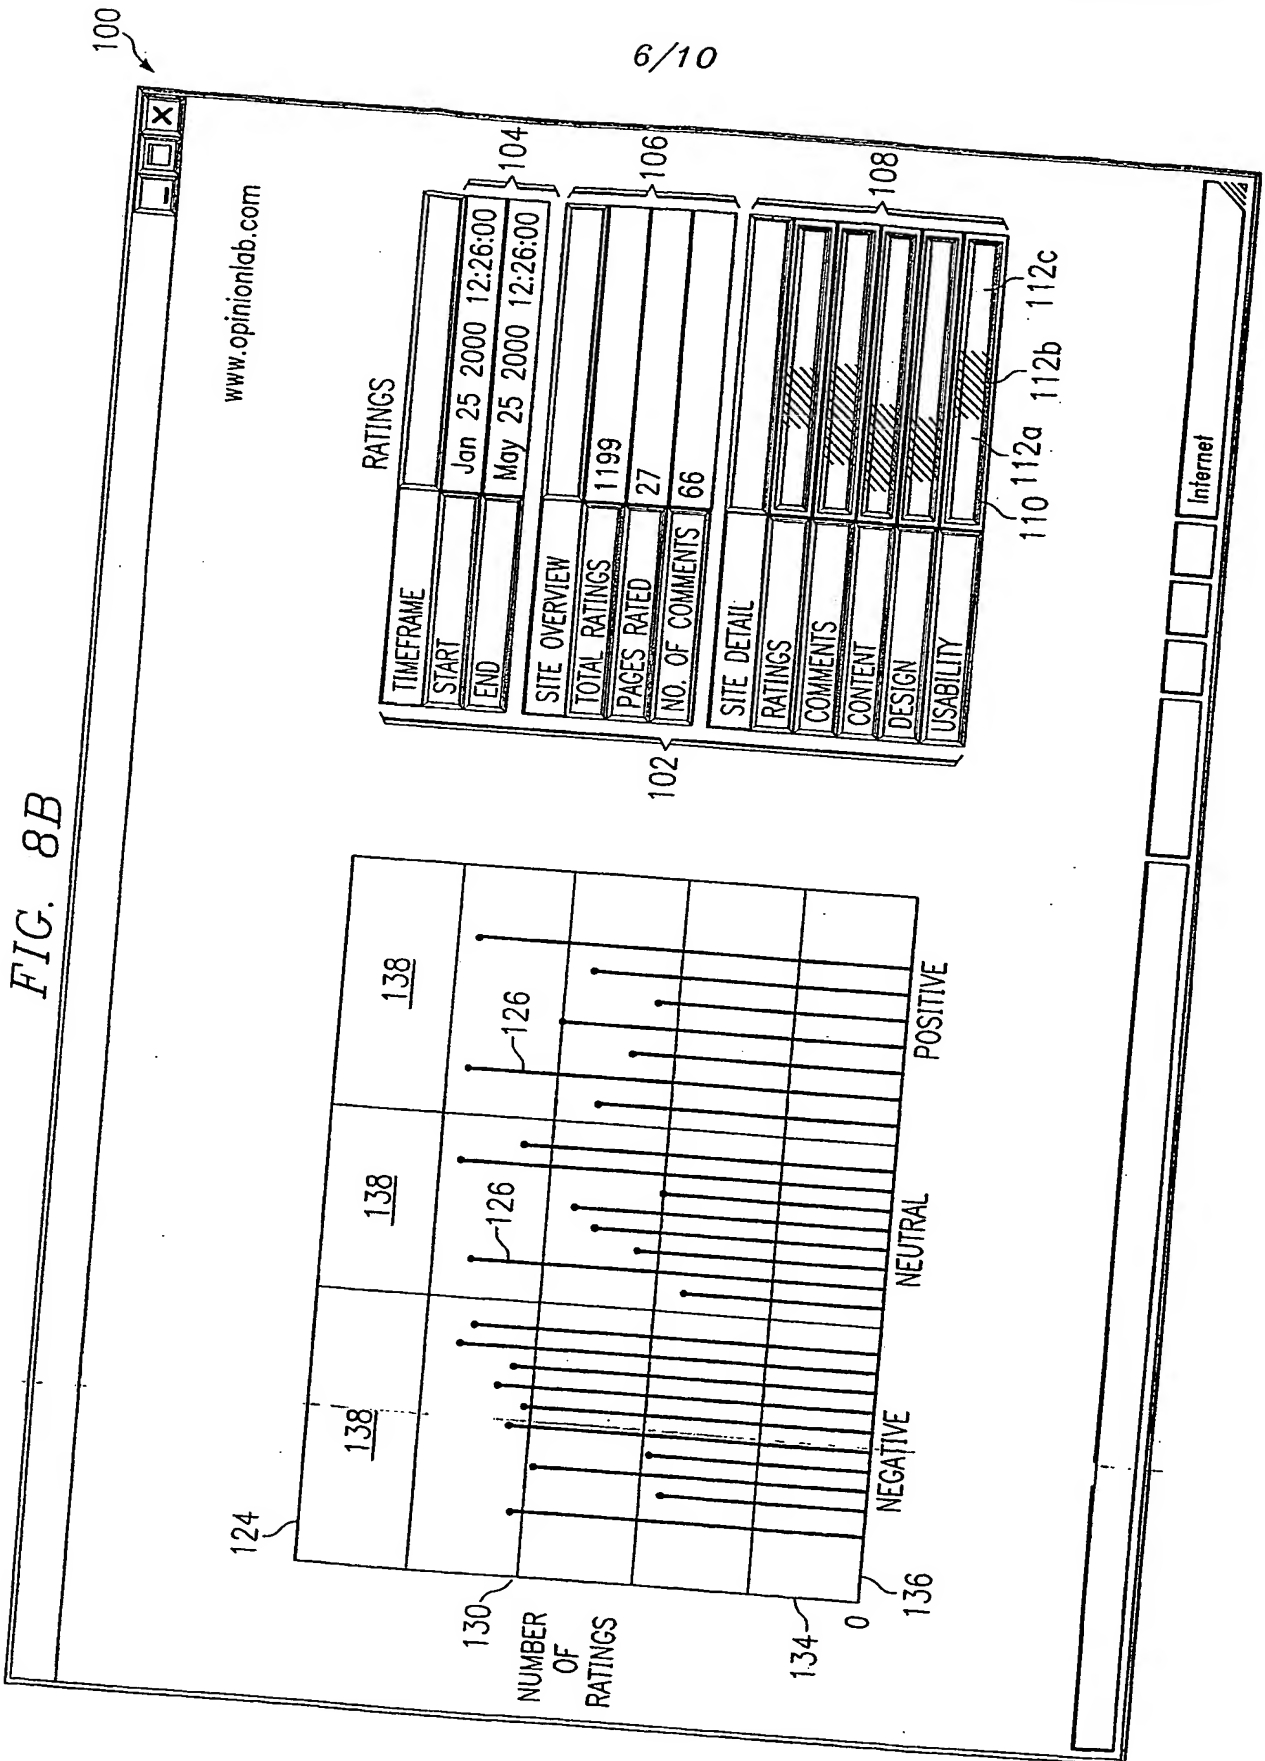 6/10
FIG. 8B
100
www.opinionlab.com
124
138
138
138
126
126
130
NUMBER
OF
RATINGS
134
0
136
NEGATIVE
NEUTRAL
POSITIVE
RATINGS
TIMEFRAME
START Jan 25 2000 12:26:00
END May 25 2000 12:26:00
104
SITE OVERVIEW
TOTAL RATINGS 1199
PAGES RATED 27
NO. OF COMMENTS 66
106
102
SITE DETAIL
RATINGS
COMMENTS
CONTENT
DESIGN
USABILITY
108
110
112a
112b
112c
Internet